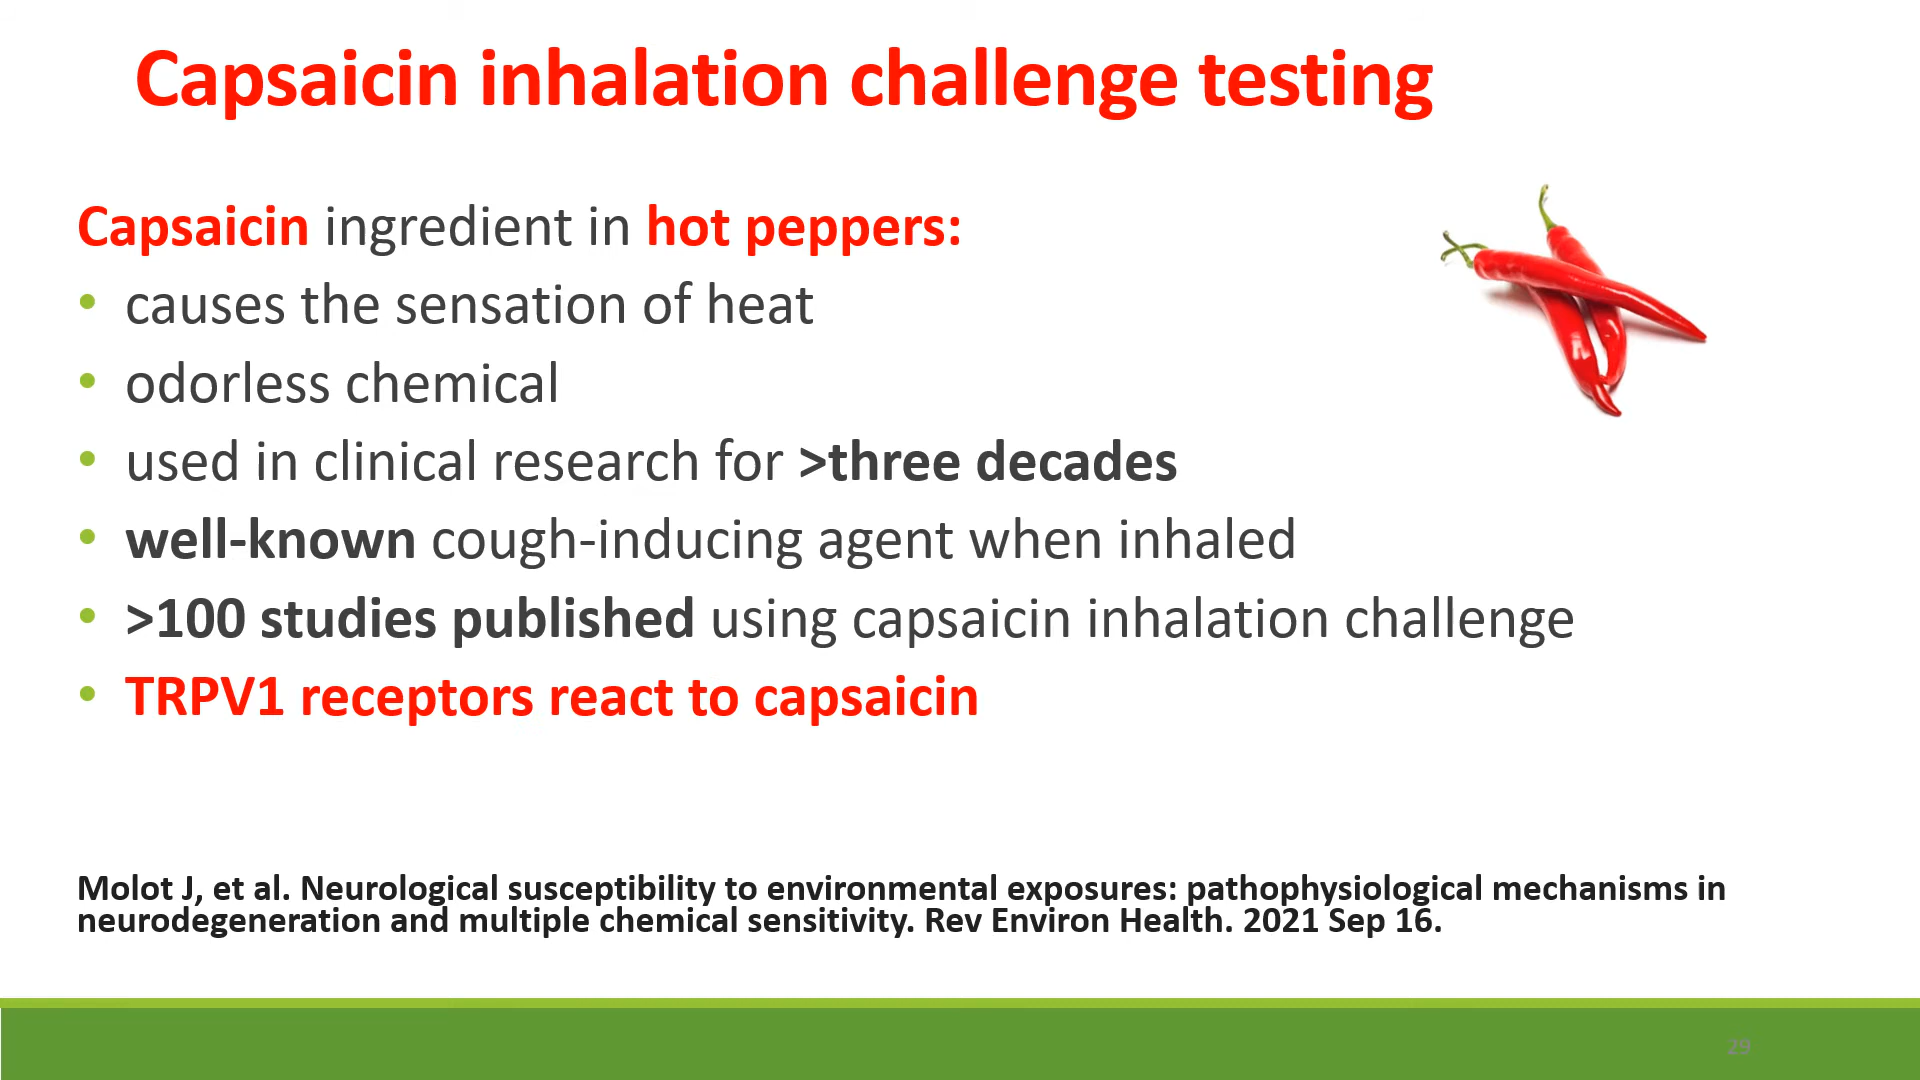 Capsaicin inhalation challenge testing
Capsaicin ingredient in hot peppers:
• causes the sensation of heat
• odorless chemical
• used in clinical research for >three decades
• well-known cough-inducing agent when inhaled
• >100 studies published using capsaicin inhalation challenge
• TRPV1 receptors react to capsaicin
Molot J, et al. Neurological susceptibility to environmental exposures: pathophysiological mechanisms in
neurodegeneration and multiple chemical sensitivity. Rev Environ Health. 2021 Sep 16.
29